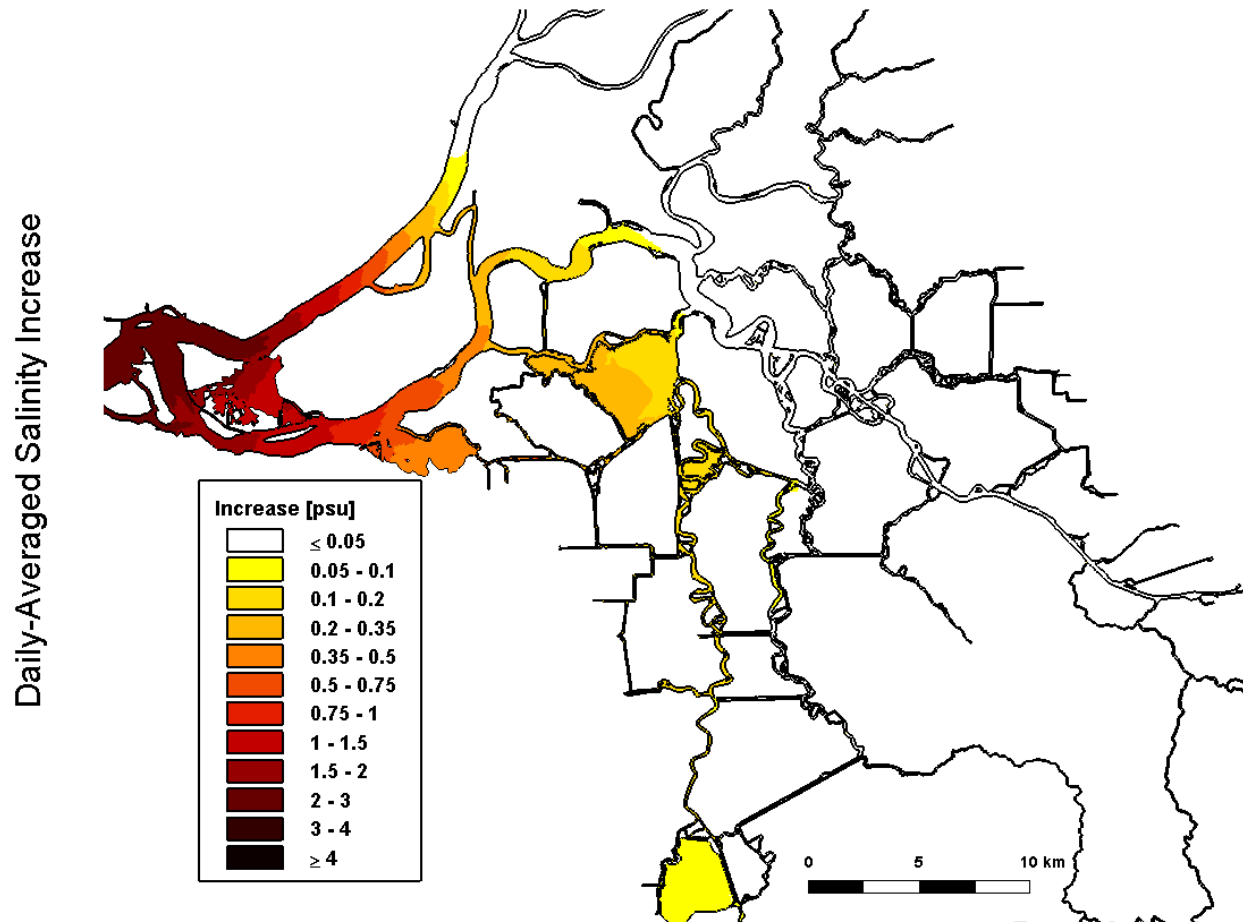 Daily-Averaged Salinity Increase
Increase [psu]
≤ 0.05
0.05 - 0.1
0.1 - 0.2
0.2 - 0.35
0.35 - 0.5
0.5 - 0.75
0.75 - 1
1 - 1.5
1.5 - 2
2 - 3
3 - 4
≥ 4
0 5 10 km